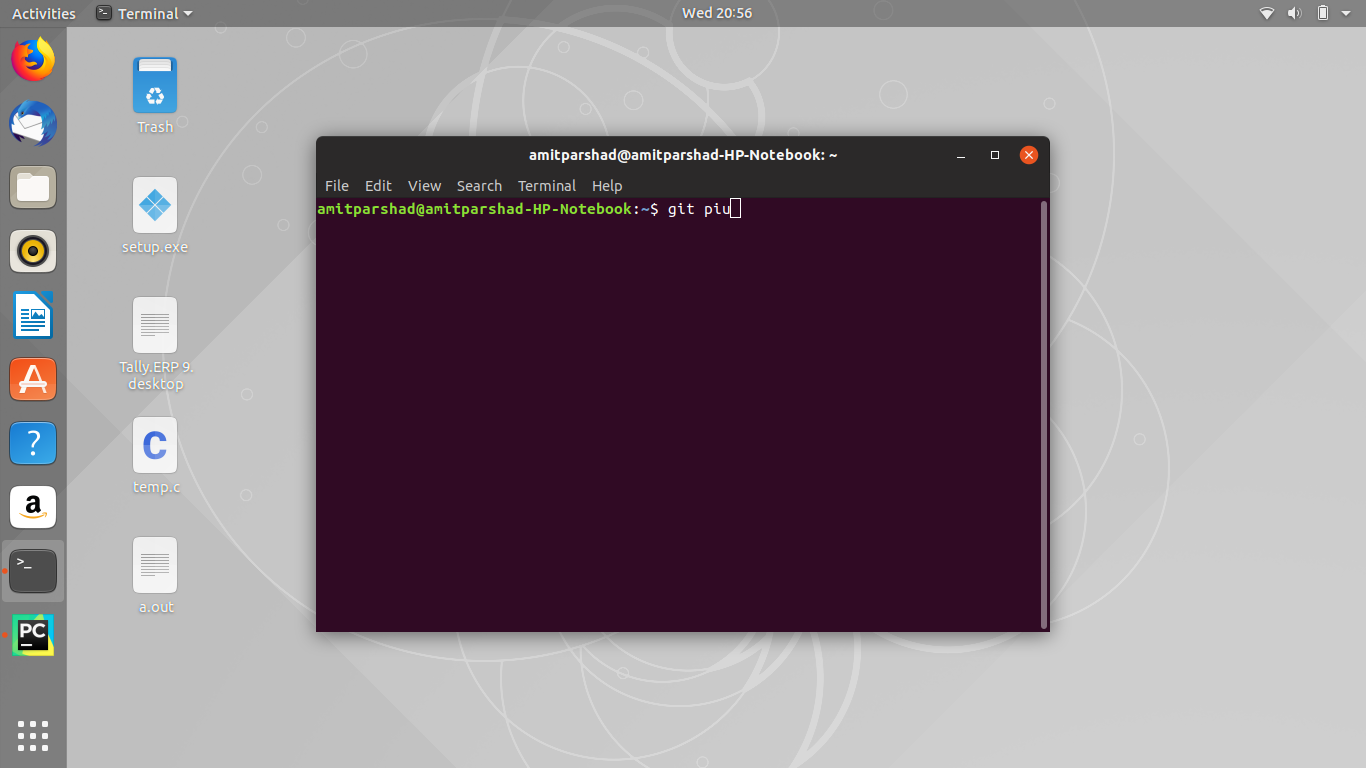 Activities
Terminal
Wed 20:56
Trash
setup.exe
Tally.ERP 9.
desktop
C
temp.c
a.out
?
a
>_
PC
amitparshad@amitparshad-HP-Notebook: ~
File Edit View Search Terminal Help
amitparshad@amitparshad-HP-Notebook:~$ git piu